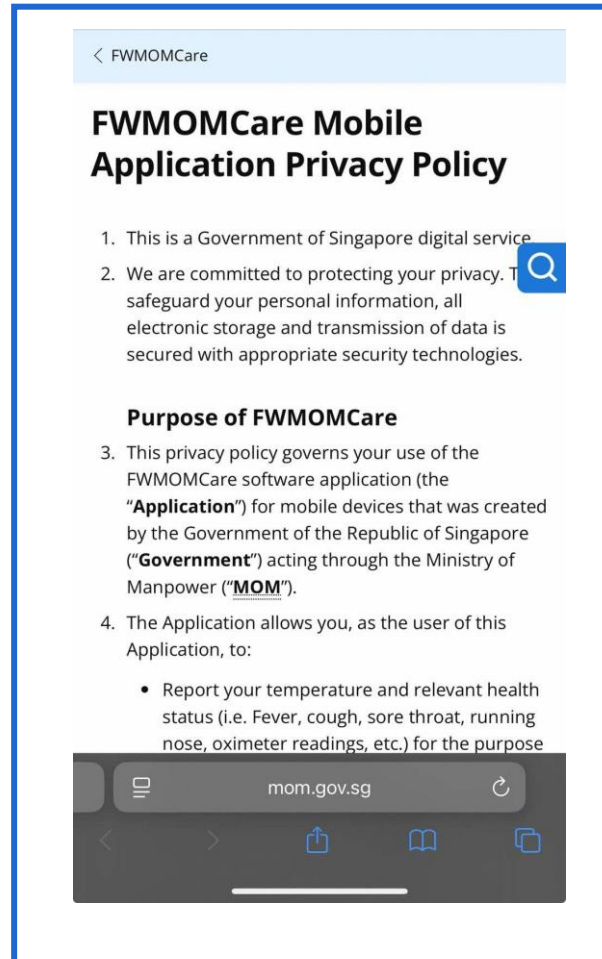 FWMOMCare
FWMOMCare Mobile
Application Privacy Policy
1. This is a Government of Singapore digital service
2. We are committed to protecting your privacy.
safeguard your personal information, all
electronic storage and transmission of data is
secured with appropriate security technologies.
Purpose of FWMOMCare
3. This privacy policy governs your use of the
FWMOMCare software application (the
“Application”) for mobile devices that was created
by the Government of the Republic of Singapore
(“Government”) acting through the Ministry of
Manpower (“MOM”).
4. The Application allows you, as the user of this
Application, to:
• Report your temperature and relevant health
status (i.e. Fever, cough, sore throat, running
nose, oximeter readings, etc.) for the purpose
mom.gov.sg